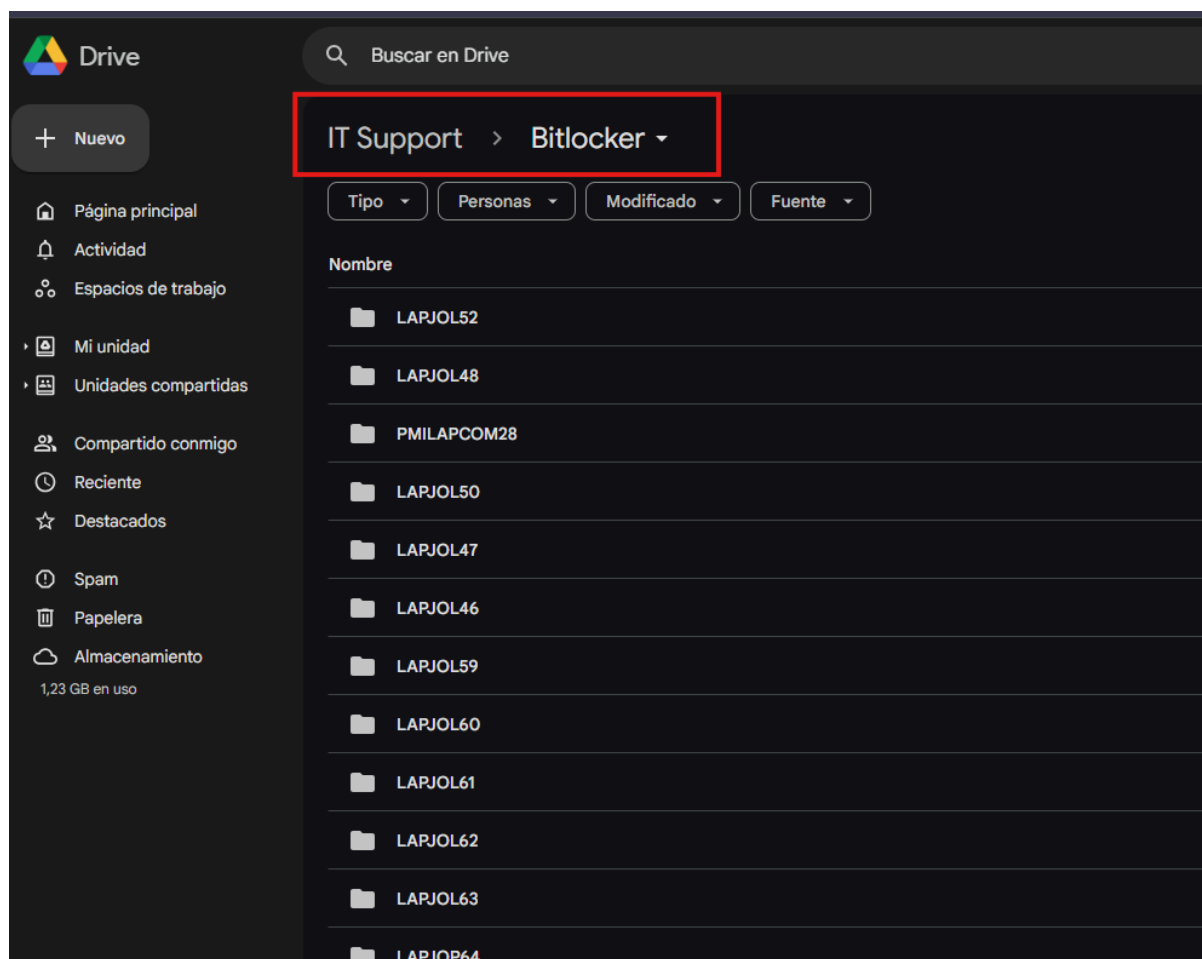 Drive
Buscar en Drive
Nuevo
IT Support > Bitlocker
Tipo Personas Modificado Fuente
Página principal
Actividad
Espacios de trabajo
Mi unidad
Unidades compartidas
Compartido conmigo
Reciente
Destacados
Spam
Papelera
Almacenamiento
1,23 GB en uso
Nombre
LAPJOL52
LAPJOL48
PMILAPCOM28
LAPJOL50
LAPJOL47
LAPJOL46
LAPJOL59
LAPJOL60
LAPJOL61
LAPJOL62
LAPJOL63